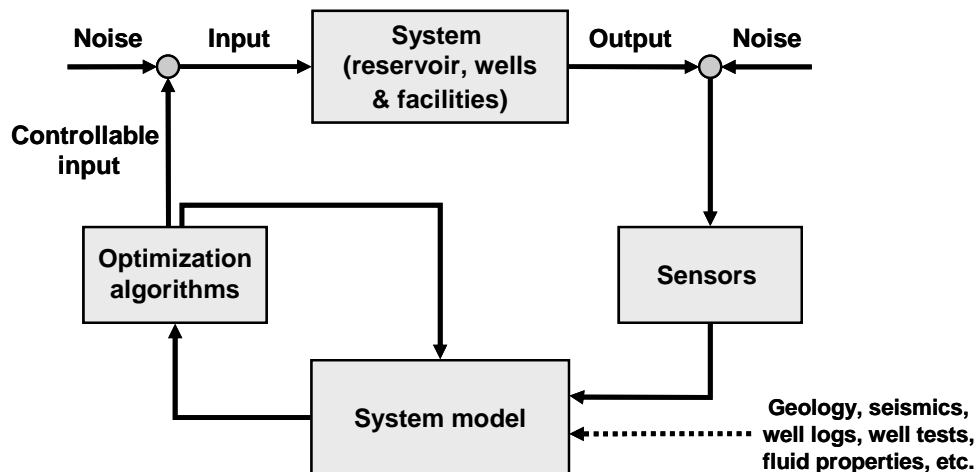 Noise
Input
System
(reservoir, wells
& facilities)
Output
Noise
Controllable
input
Optimization
algorithms
Sensors
System model
Geology, seismics,
well logs, well tests,
fluid properties, etc.